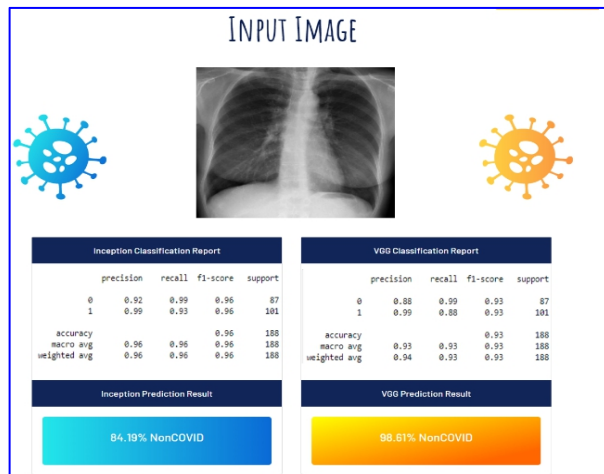 INPUT IMAGE
Inception Classification Report
precision recall f1-score support
0 0.92 0.99 0.96 87
1 0.99 0.93 0.96 101
accuracy 0.96 188
macro avg 0.96 0.96 0.96 188
weighted avg 0.96 0.96 0.96 188
Inception Prediction Result
84.19% NonCOVID
VGG Classification Report
precision recall f1-score support
0 0.88 0.99 0.93 87
1 0.99 0.88 0.93 101
accuracy 0.93 188
macro avg 0.93 0.93 0.93 188
weighted avg 0.94 0.93 0.93 188
VGG Prediction Result
98.61% NonCOVID